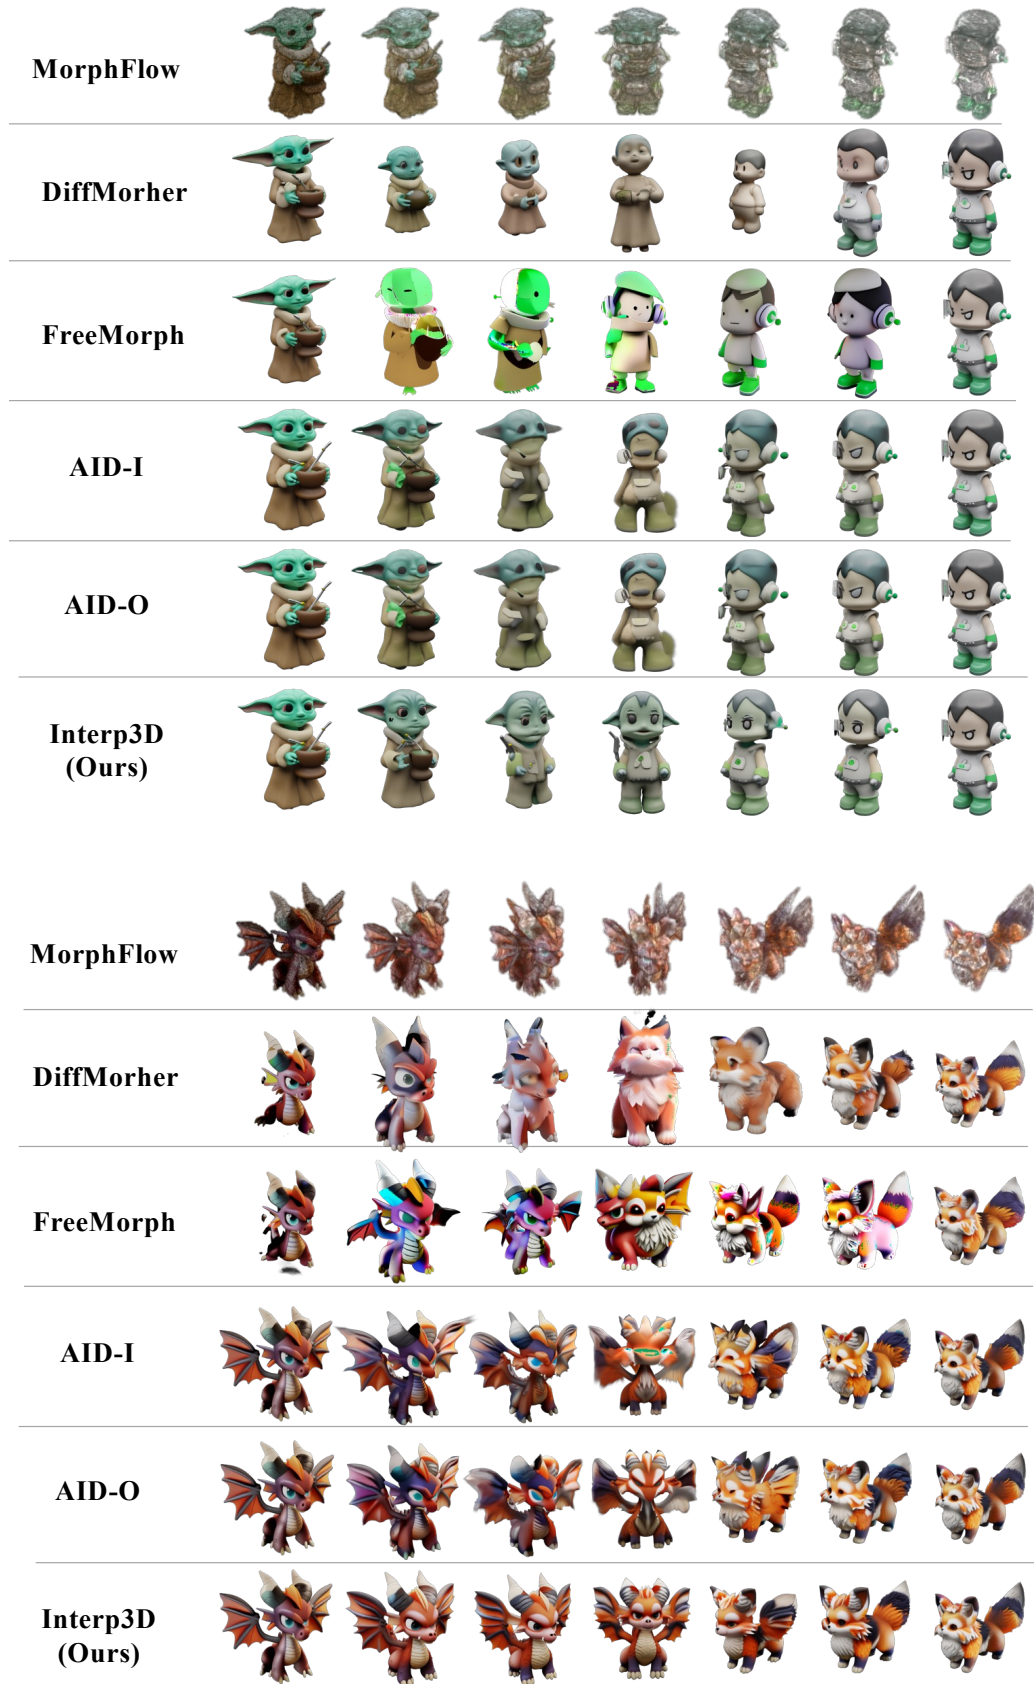 MorphFlow
DiffMorher
FreeMorph
AID-I
AID-O
Interp3D
(Ours)
MorphFlow
DiffMorher
FreeMorph
AID-I
AID-O
Interp3D
(Ours)